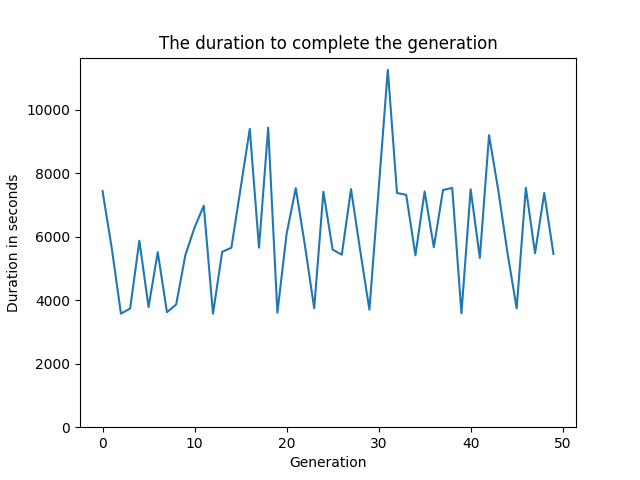 The duration to complete the generation
10000
8000
6000
4000
2000
0
Duration in seconds
0 10 20 30 40 50
Generation